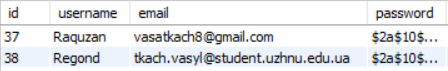 id username email password
37 Raquzan vasatkach8@gmail.com $2a$10$...
38 Regond tkach.vasyl@student.uzhnu.edu.ua $2a$10$...